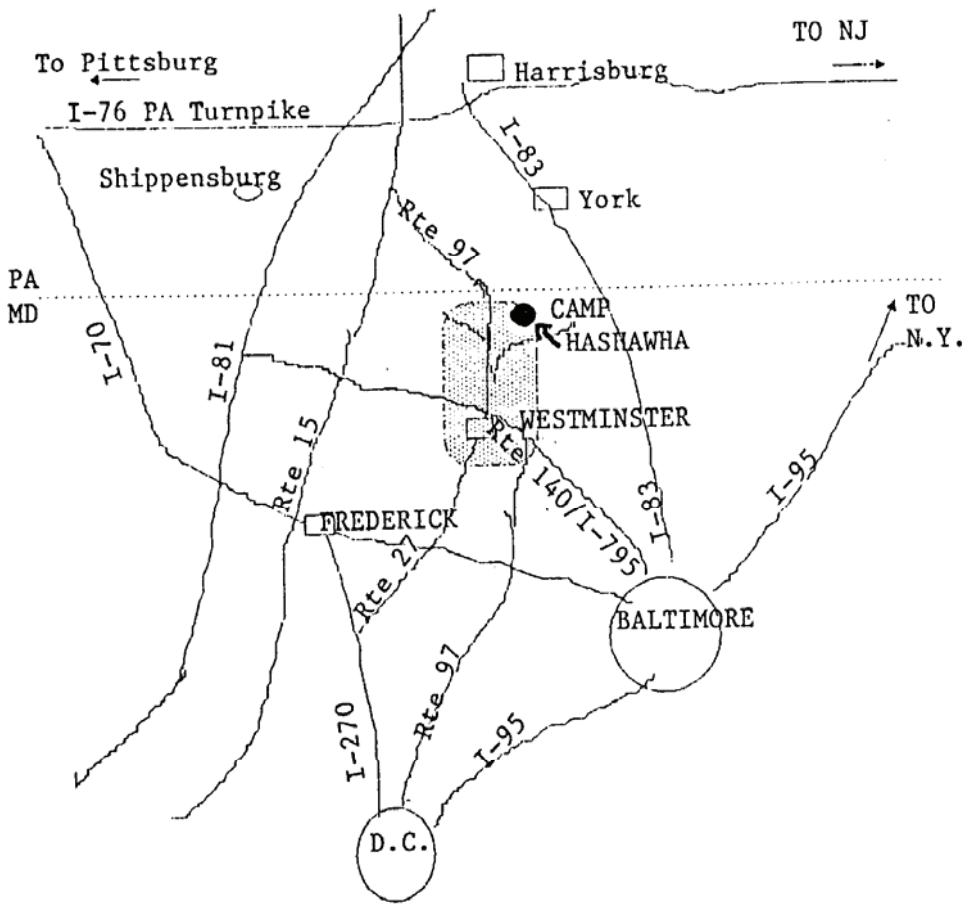 TO NJ
To Pittsburg
Harrisburg
I-76 PA Turnpike
I-83
Shippensburg
York
Rte 97
PA
MD
CAMP
HASHAWHA
TO
N.Y.
I-70
I-81
WESTMINSTER
Rte 15
Rte 140/I-795
I-83
I-95
FREDERICK
Rte 27
BALTIMORE
Rte 97
I-270
I-95
D.C.